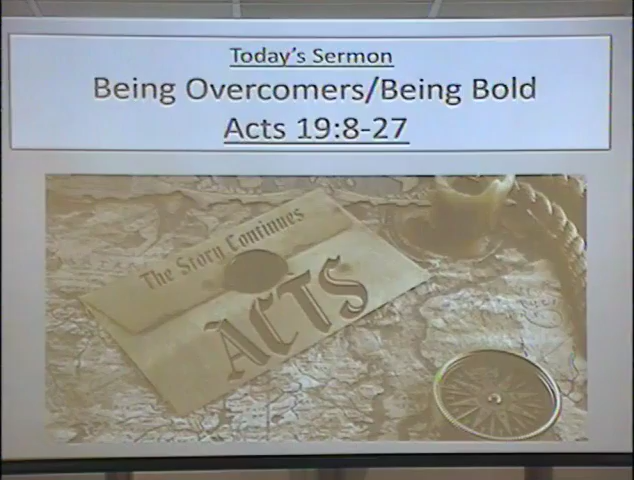 Today's Sermon
Being Overcomers/Being Bold
Acts 19:8-27
The Story Continues
ACTS